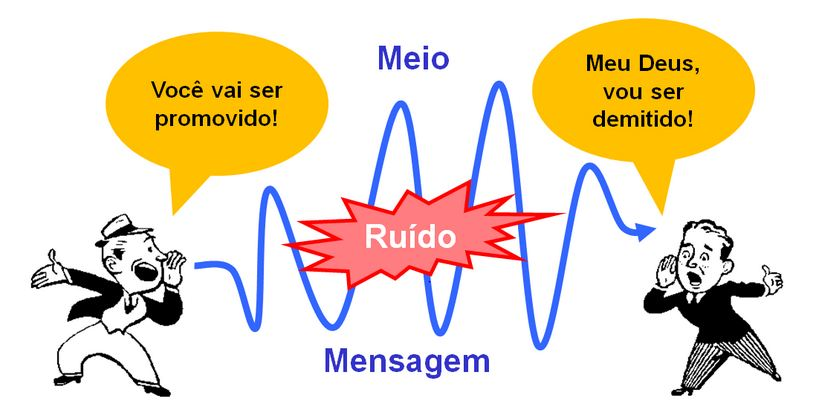 Meio
Você vai ser
promovido!
Meu Deus,
vou ser
demitido!
Ruído
Mensagem